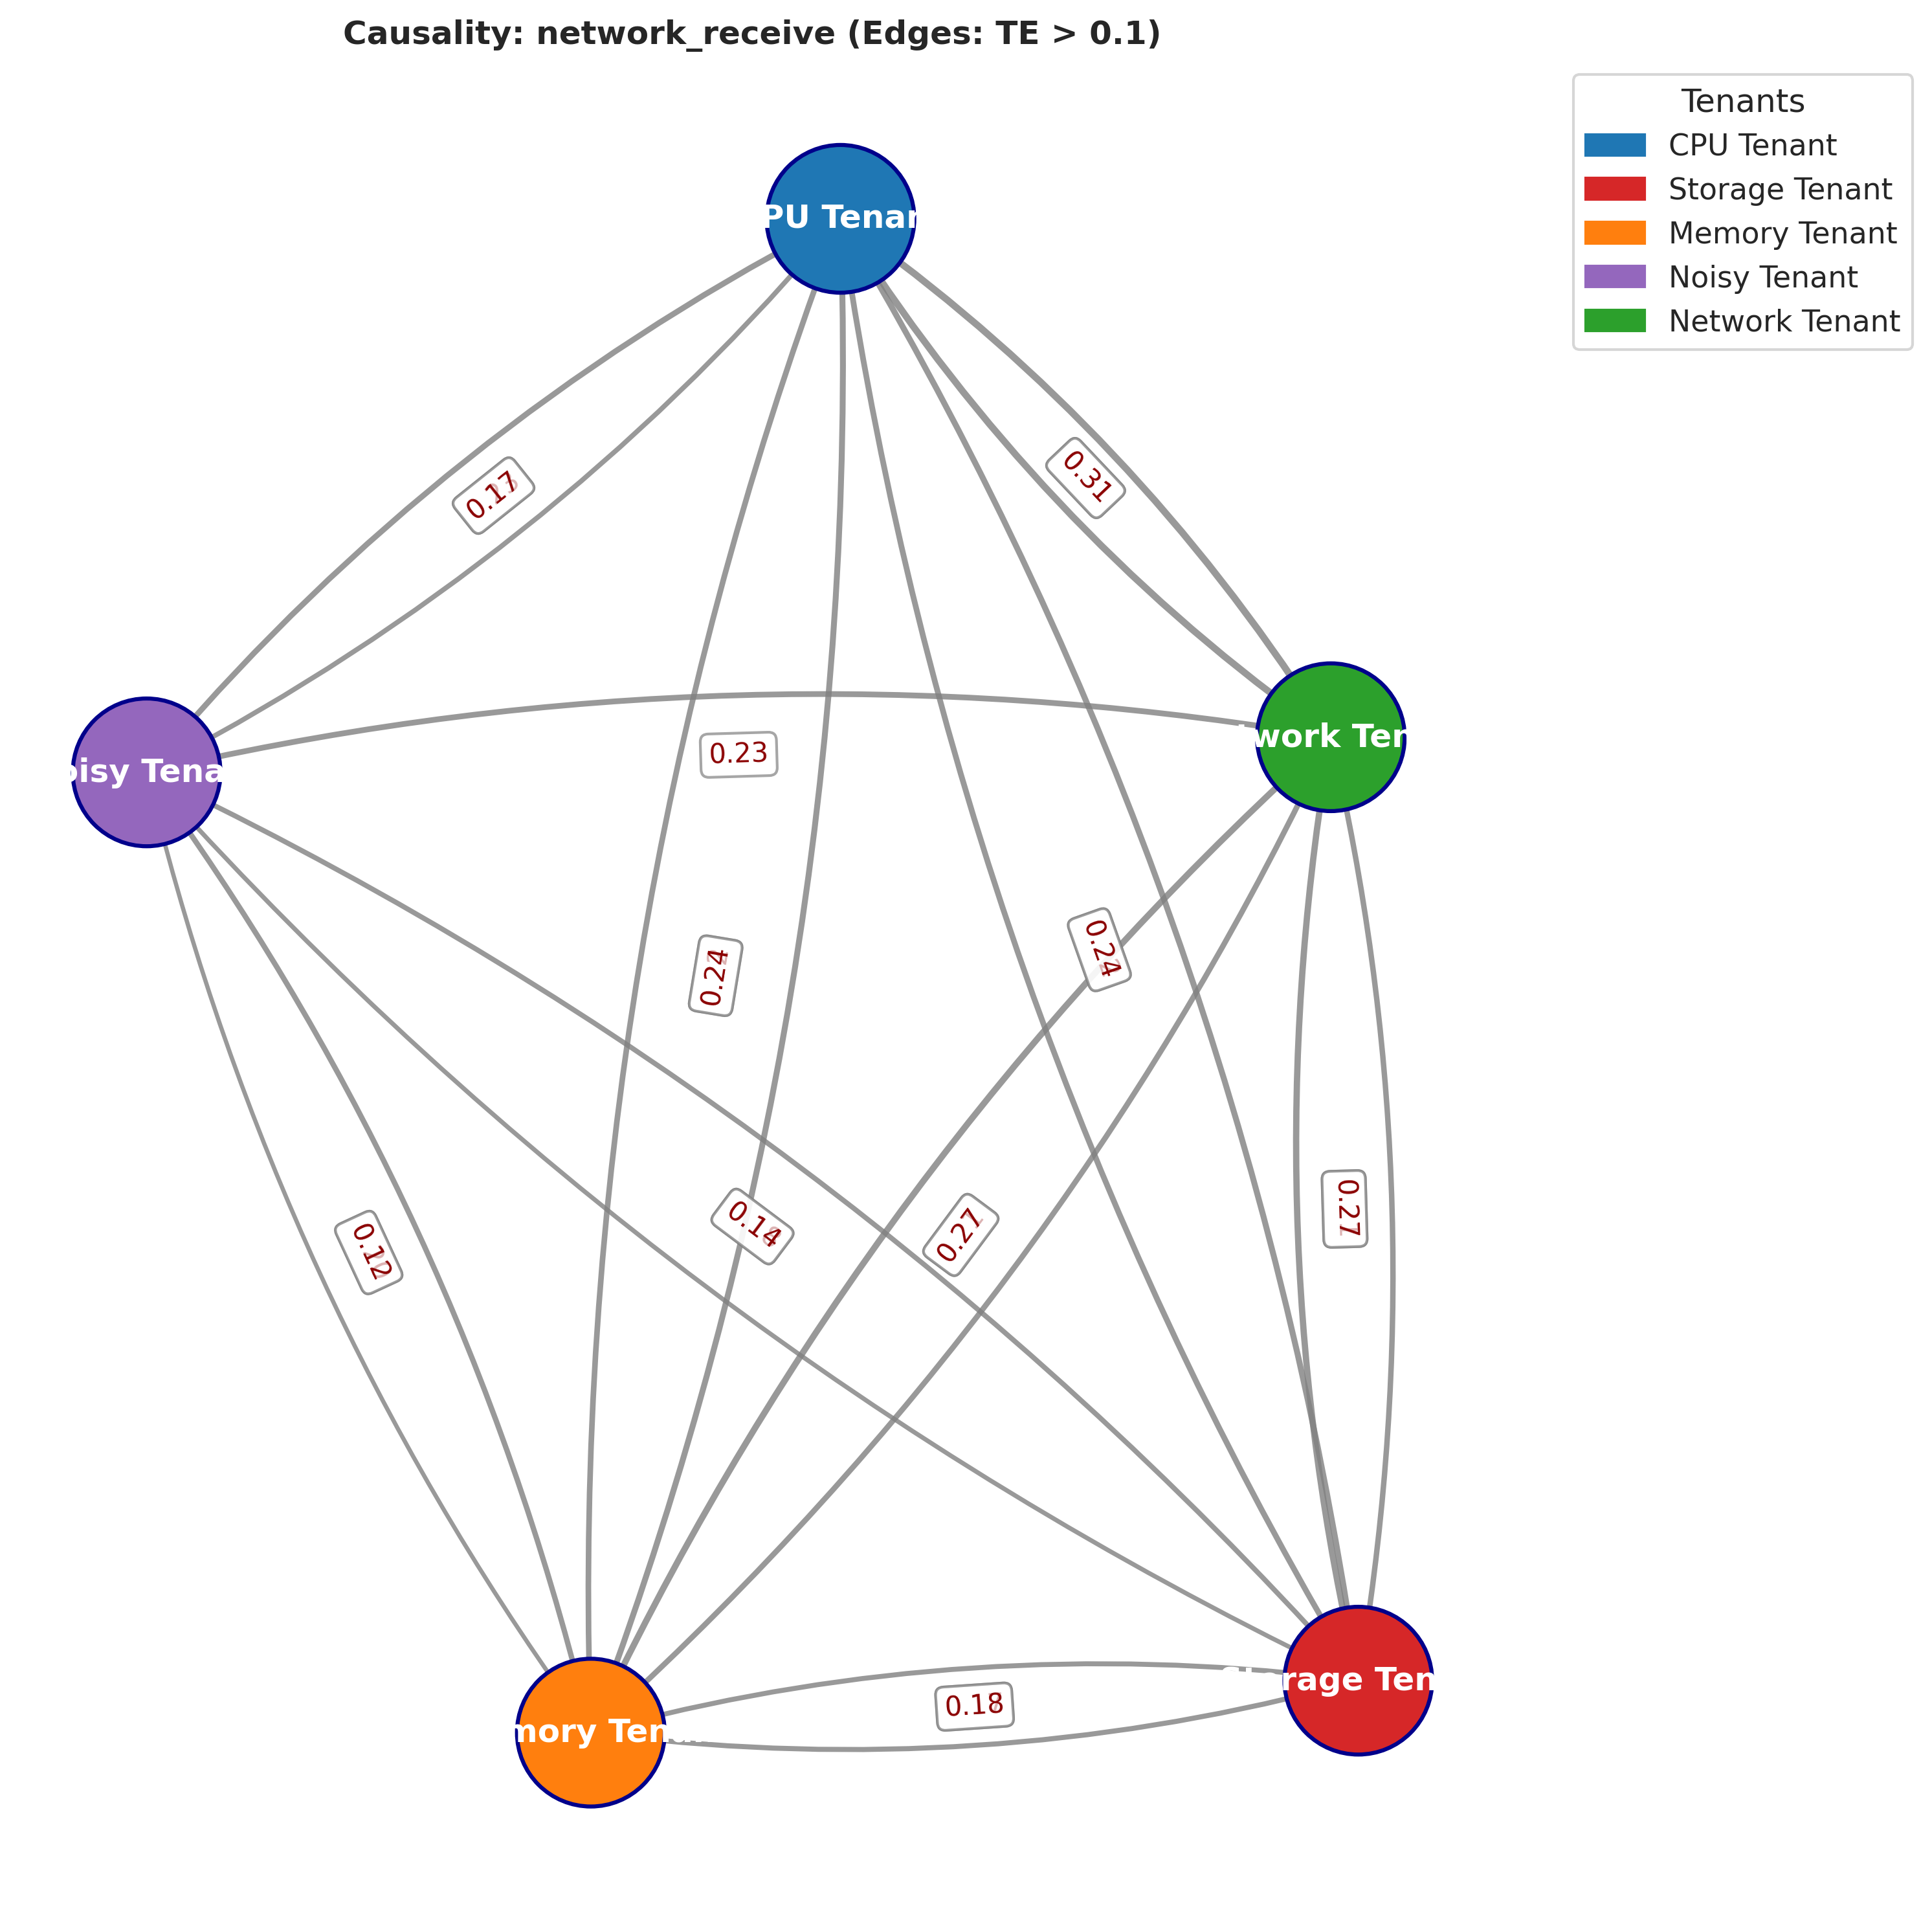 Causality: network_receive (Edges: TE > 0.1)
Tenants
CPU Tenant
Storage Tenant
Memory Tenant
Noisy Tenant
Network Tenant
PU Tenan
0.17
0.31
work Ten
oisy Tena
0.23
0.24
0.24
0.27
0.14
0.27
0.12
rage Ten
0.18
mory Ten